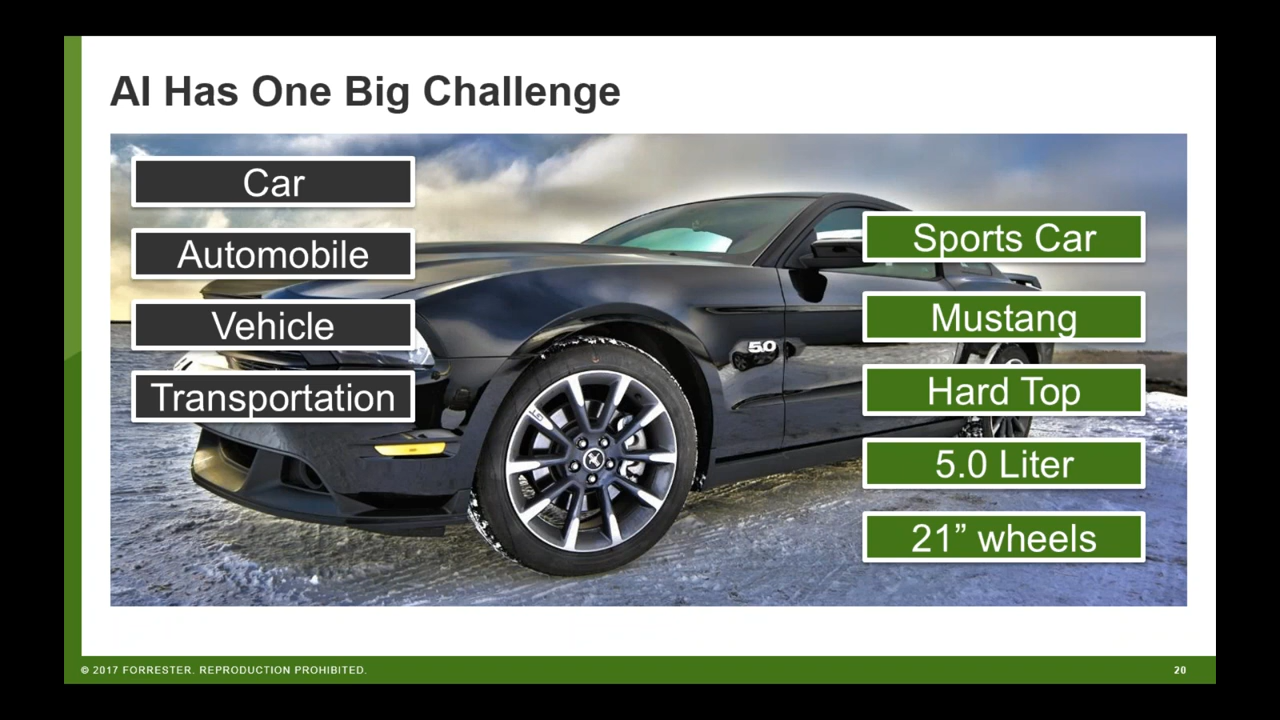 AI Has One Big Challenge
Car
Automobile
Vehicle
Transportation
Sports Car
Mustang
Hard Top
5.0 Liter
21” wheels
5.0
GT
© 2017 FORRESTER. REPRODUCTION PROHIBITED.
20